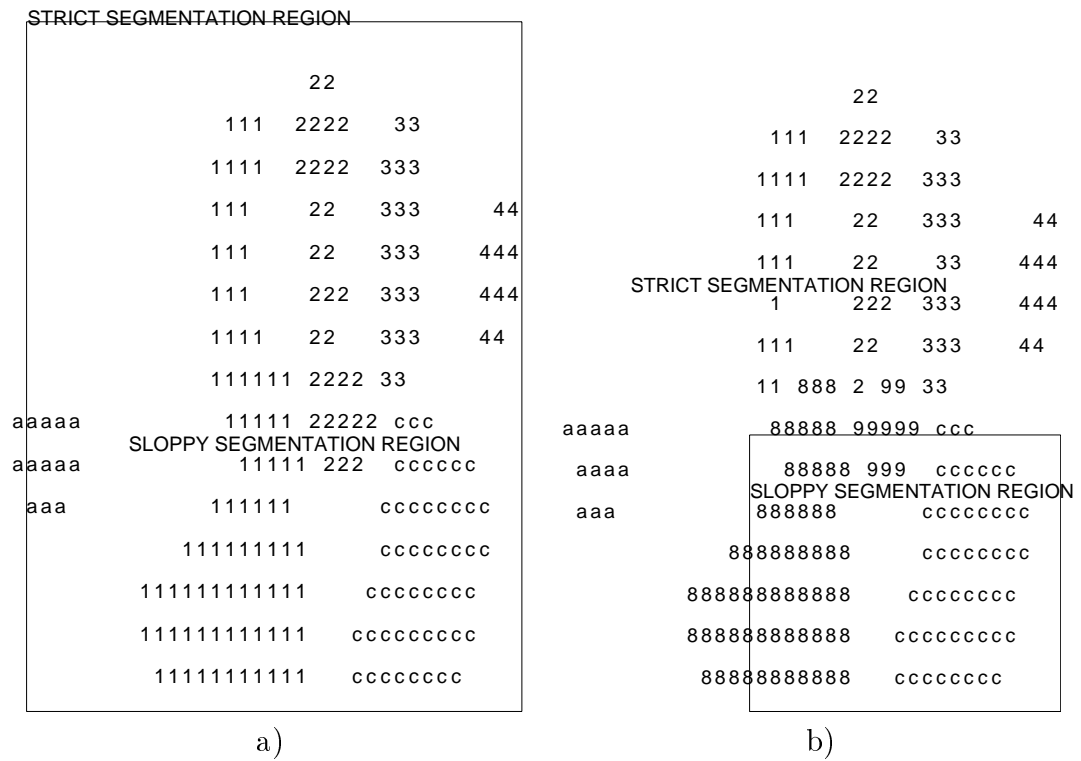 STRICT SEGMENTATION REGION
22
111 2222 33
1111 2222 333
111 22 333 44
111 22 333 444
111 222 333 444
1111 22 333 44
111111 2222 33
aaaaa 11111 22222 ccc
SLOPPY SEGMENTATION REGION
aaaaa 11111 222 cccccc
aaa 111111 cccccccc
111111111 cccccccc
111111111111 cccccccc
111111111111 ccccccccc
11111111111 cccccccc
a)
22
111 2222 33
1111 2222 333
111 22 333 44
111 22 33 444
STRICT SEGMENTATION REGION
1 222 333 444
111 22 333 44
11 888 2 99 33
aaaaa 88888 99999 ccc
aaaa 88888 999 cccccc
SLOPPY SEGMENTATION REGION
aaa 888888 cccccccc
888888888 cccccccc
888888888888 cccccccc
888888888888 ccccccccc
88888888888 cccccccc
b)